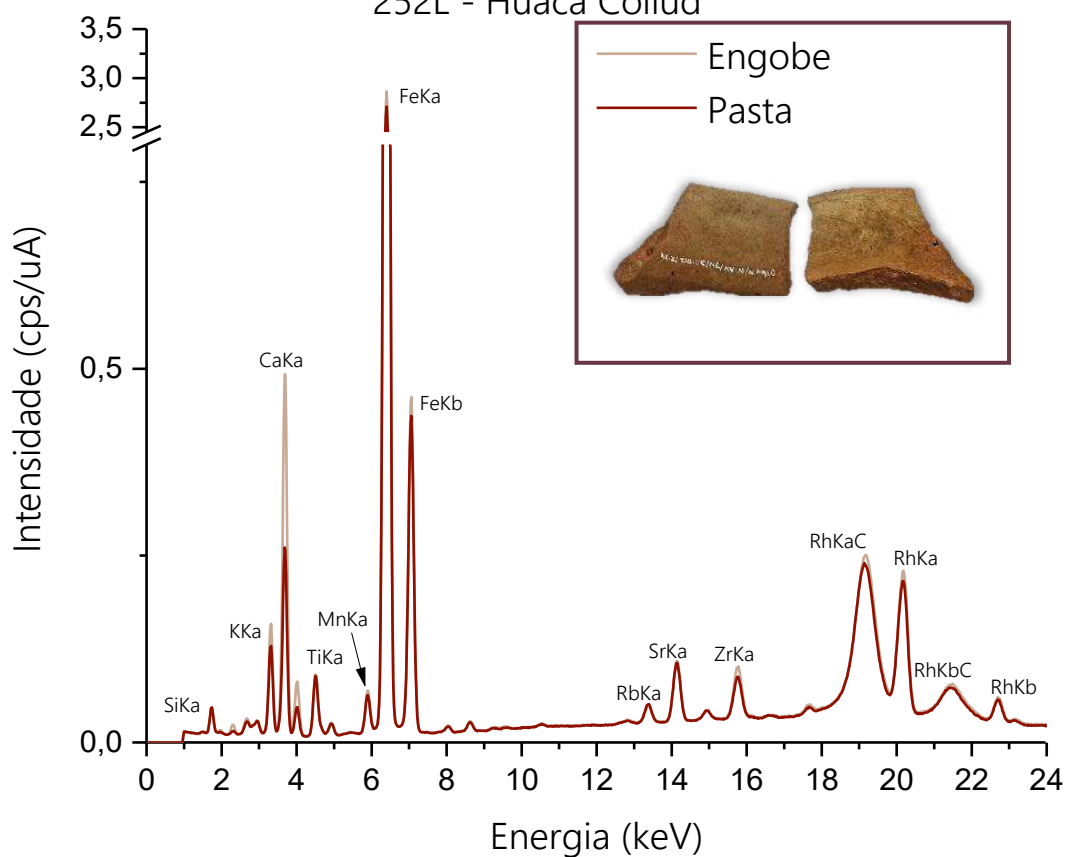 252L - Huaca Collud
3,5
3,0
2,5
0,5
0,0
Intensidade (cps/uA)
Engobe
Pasta
FeKa
CaKa
FeKb
KKa
MnKa
TiKa
SiKa
RhKaC
RhKa
SrKa
ZrKa
RhKbC
RbKa
RhKb
0 2 4 6 8 10 12 14 16 18 20 22 24
Energia (keV)